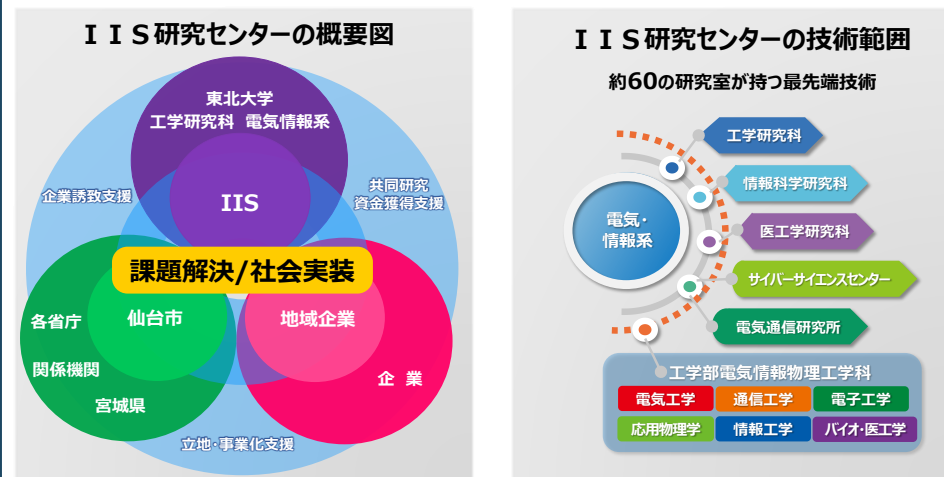 ＩＩＳ研究センターの概要図
東北大学
工学研究科 電気情報系
企業誘致支援
共同研究
資金獲得支援
IIS
課題解決/社会実装
各省庁
仙台市
地域企業
関係機関
企 業
宮城県
立地・事業化支援
ＩＩＳ研究センターの技術範囲
約60の研究室が持つ最先端技術
工学研究科
情報科学研究科
電気・
情報系
医工学研究科
サイバーサイエンスセンター
電気通信研究所
工学部電気情報物理工学科
電気工学
通信工学
電子工学
応用物理学
情報工学
バイオ・医工学